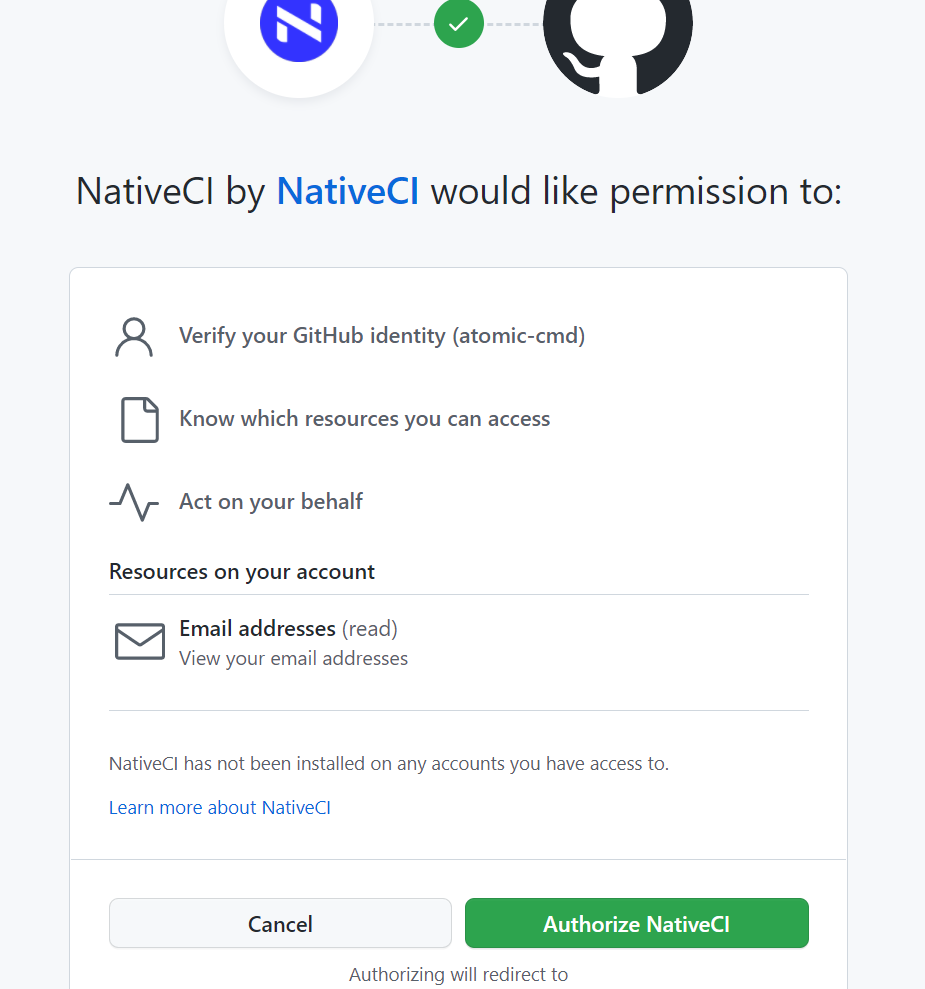 NativeCI by NativeCI would like permission to:
Verify your GitHub identity (atomic-cmd)
Know which resources you can access
Act on your behalf
Resources on your account
Email addresses (read)
View your email addresses
NativeCI has not been installed on any accounts you have access to.
Learn more about NativeCI
Cancel
Authorize NativeCI
Authorizing will redirect to